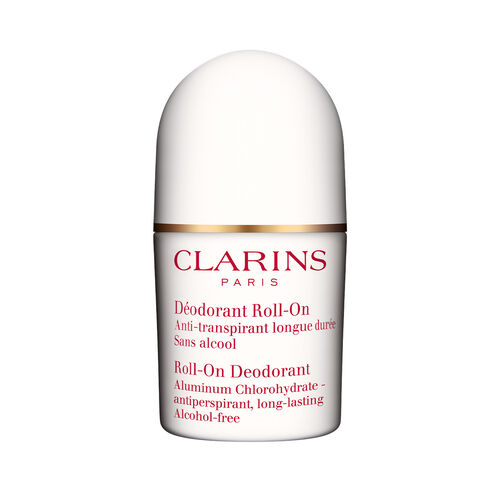 CLARINS
PARIS
Déodorant Roll-On
Anti-transpirant longue durée
Sans alcool
Roll-On Deodorant
Aluminum Chlorohydrate -
antiperspirant, long-lasting
Alcohol-free